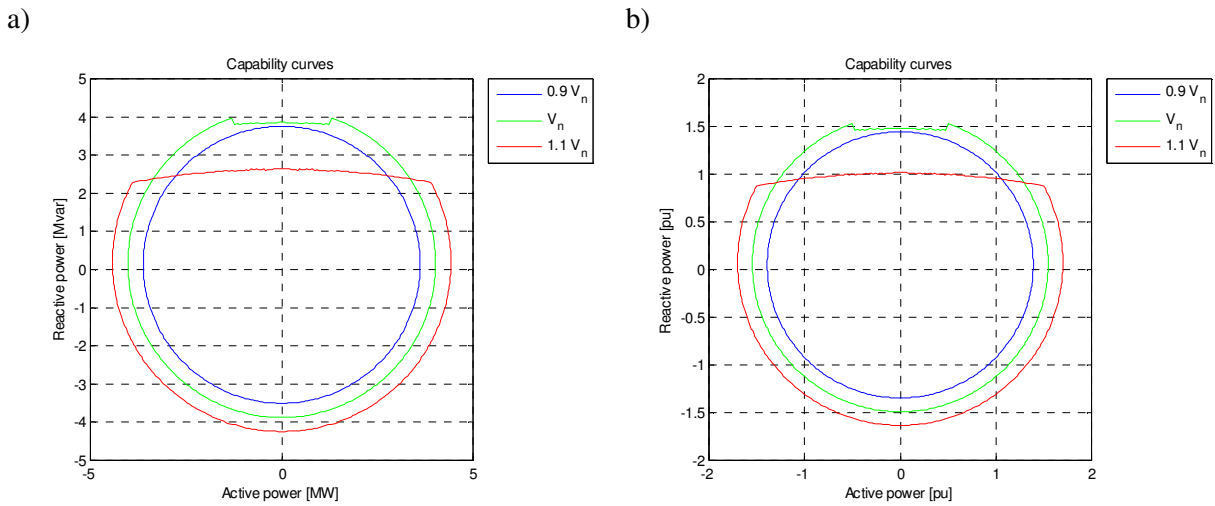 a)
Capability curves
5
4
3
2
1
0
-1
-2
-3
-4
-5
-5
0
5
Reactive power [Mvar]
Active power [MW]
0.9 Vn
Vn
1.1 Vn
b)
Capability curves
2
1.5
1
0.5
0
-0.5
-1
-1.5
-2
-2
-1
0
1
2
Reactive power [pu]
Active power [pu]
0.9 Vn
Vn
1.1 Vn